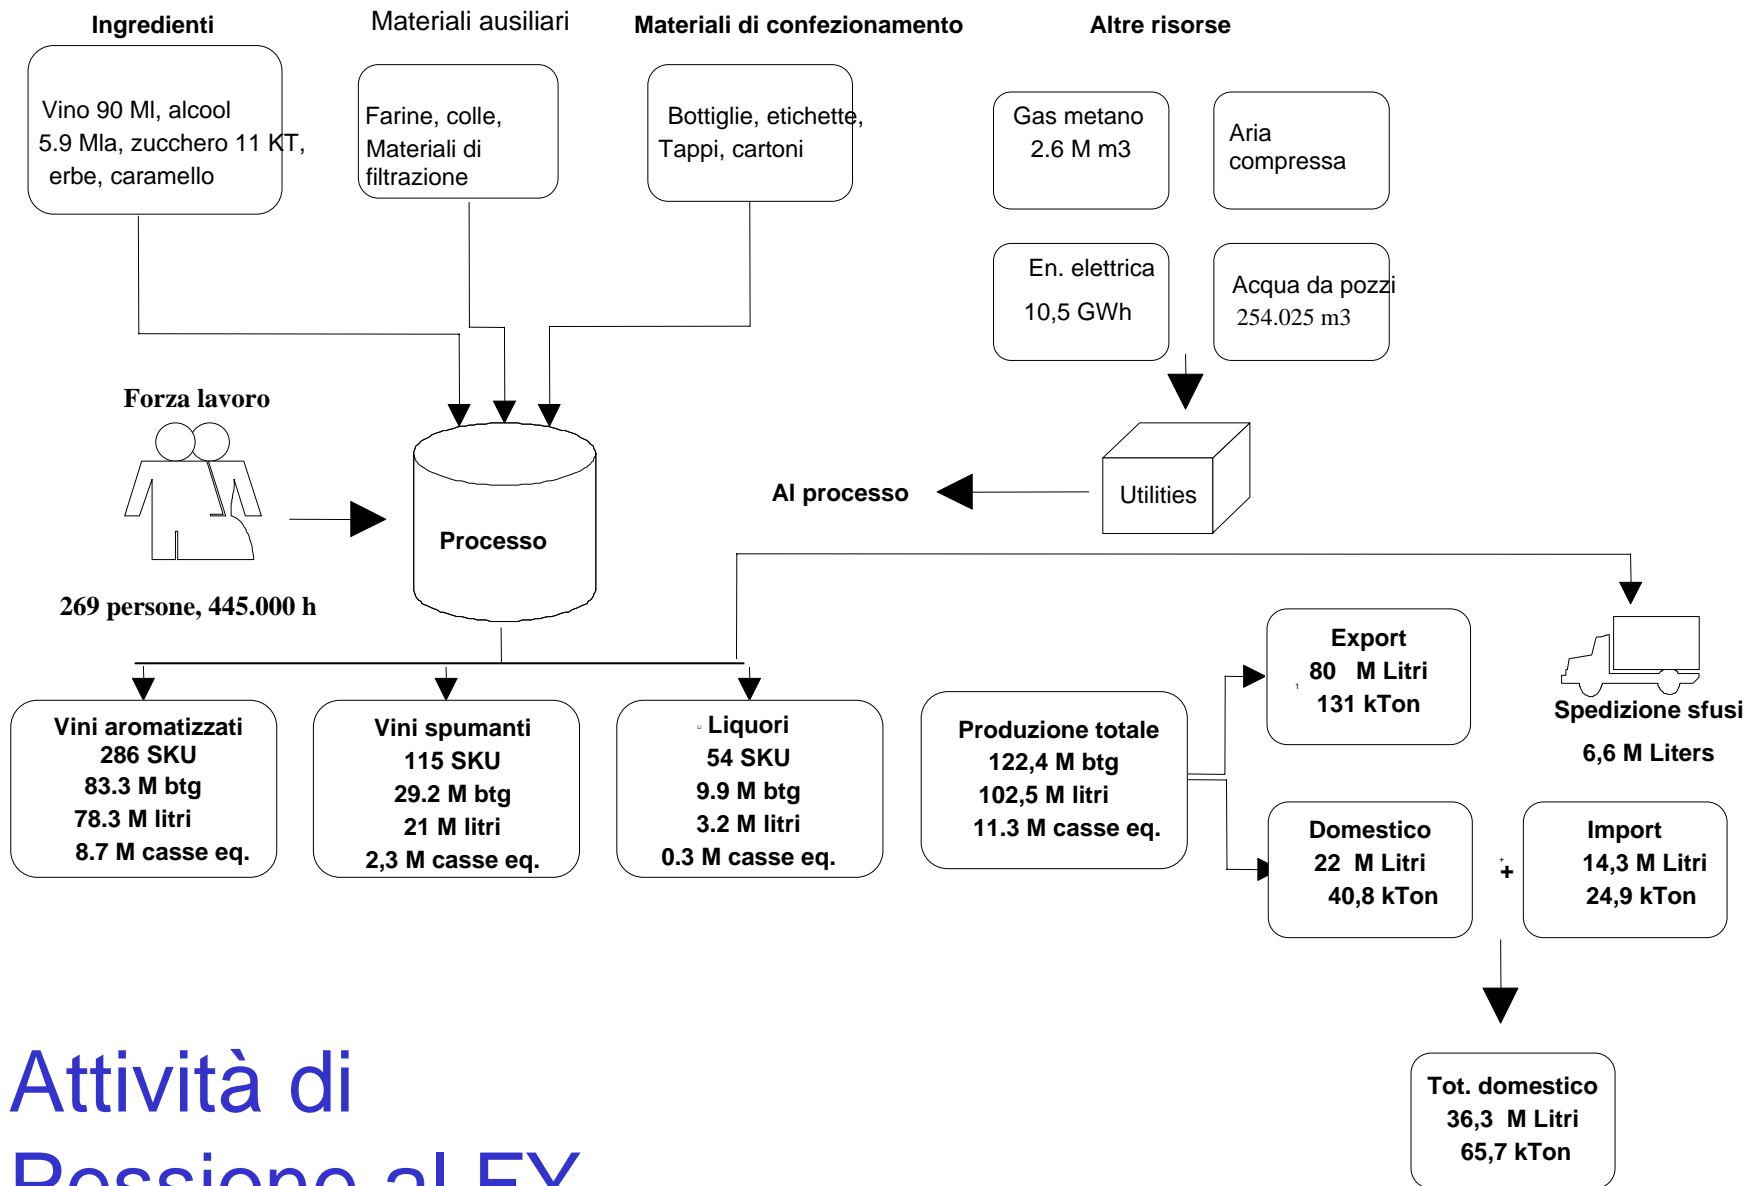 Ingredienti
Materiali ausiliari
Materiali di confezionamento
Altre risorse
Vino 90 Ml, alcool
5.9 Mla, zucchero 11 KT,
erbe, caramello
Farine, colle,
Materiali di
filtrazione
Bottiglie, etichette,
Tappi, cartoni
Gas metano
2.6 M m3
Aria
compressa
En. elettrica
10,5 GWh
Acqua da pozzi
254.025 m3
Forza lavoro
269 persone, 445.000 h
Processo
Al processo
Utilities
Vini aromatizzati
286 SKU
83.3 M btg
78.3 M litri
8.7 M casse eq.
Vini spumanti
115 SKU
29.2 M btg
21 M litri
2,3 M casse eq.
Liquori
54 SKU
9.9 M btg
3.2 M litri
0.3 M casse eq.
Produzione totale
122,4 M btg
102,5 M litri
11.3 M casse eq.
Export
80 M Litri
131 kTon
Spedizione sfusi
6,6 M Liters
Domestico
22 M Litri
40,8 kTon
+
Import
14,3 M Litri
24,9 kTon
Tot. domestico
36,3 M Litri
65,7 kTon
Attività di
Pessione al FY